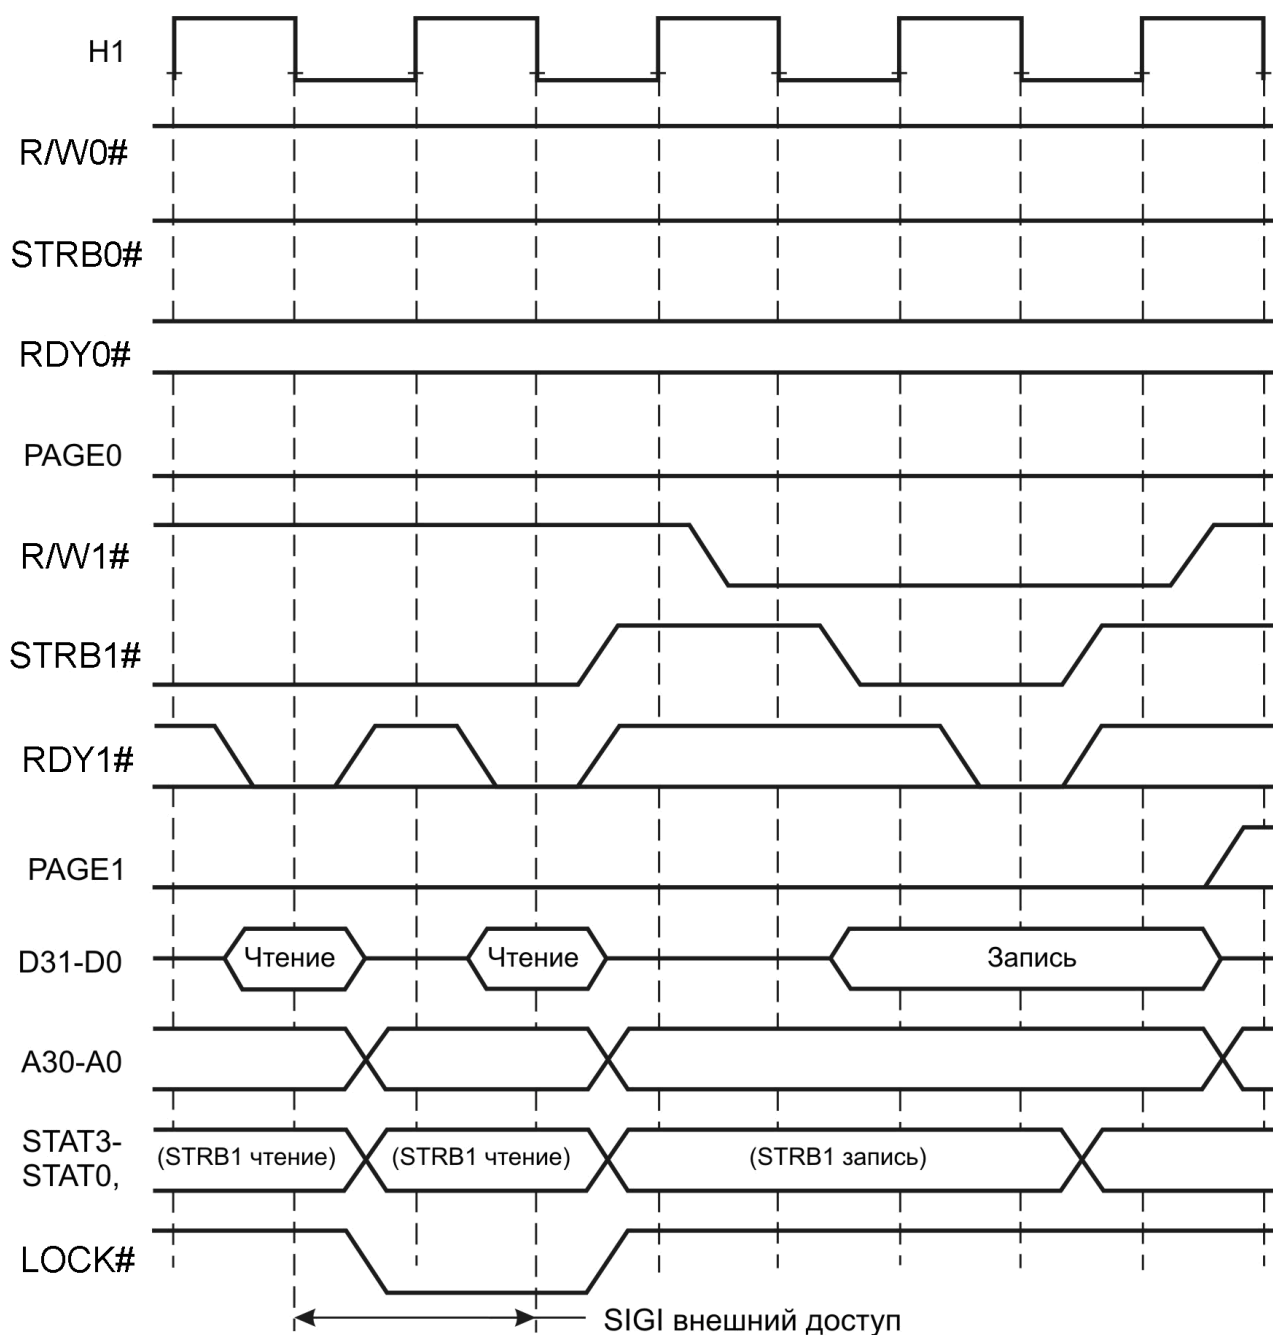 H1
R/W0#
STRB0#
RDY0#
PAGE0
R/W1#
STRB1#
RDY1#
PAGE1
D31-D0
Чтение
Чтение
Запись
A30-A0
STAT3-
STAT0,
(STRB1 чтение)
(STRB1 чтение)
(STRB1 запись)
LOCK#
SIGI внешний доступ